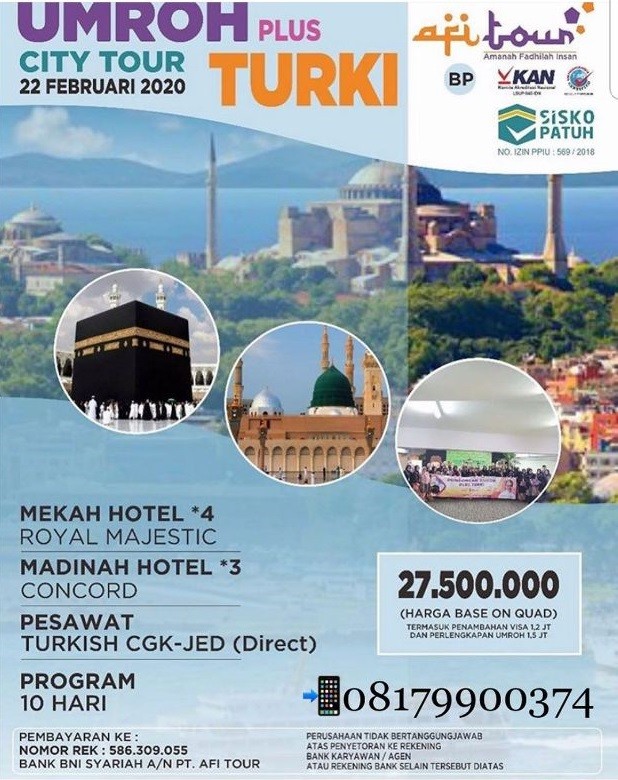 UMROH PLUS
CITY TOUR
22 FEBRUARI 2020
TURKI
afi tour
Amanah Fadhilah Insan
BP
KAN
Komite Akreditasi Nasional
SISKO
PATUH
NO. IZIN PPIU : 569 / 2018
MEKAH HOTEL *4
ROYAL MAJESTIC
MADINAH HOTEL *3
CONCORD
PESAWAT
TURKISH CGK-JED (Direct)
PROGRAM
10 HARI
27.500.000
(HARGA BASE ON QUAD)
TERMASUK PENAMBAHAN VISA 1,2 JT
DAN PERLENGKAPAN UMROH 1,5 JT
08179900374
PEMBAYARAN KE :
NOMOR REK : 586.309.055
BANK BNI SYARIAH A/N PT. AFI TOUR
PERUSAHAAN TIDAK BERTANGGUNGJAWAB
ATAS PENYETORAN KE REKENING
BANK KARYAWAN / AGEN
ATAU REKENING BANK SELAIN TERSEBUT DIATAS